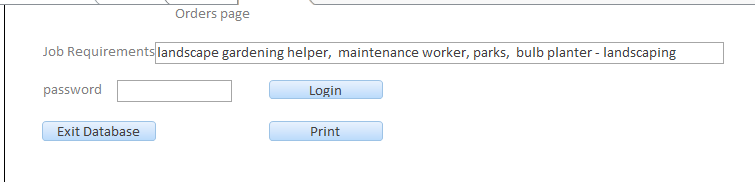 Orders page
Job Requirements landscape gardening helper, maintenance worker, parks, bulb planter - landscaping
password Login
Exit Database Print